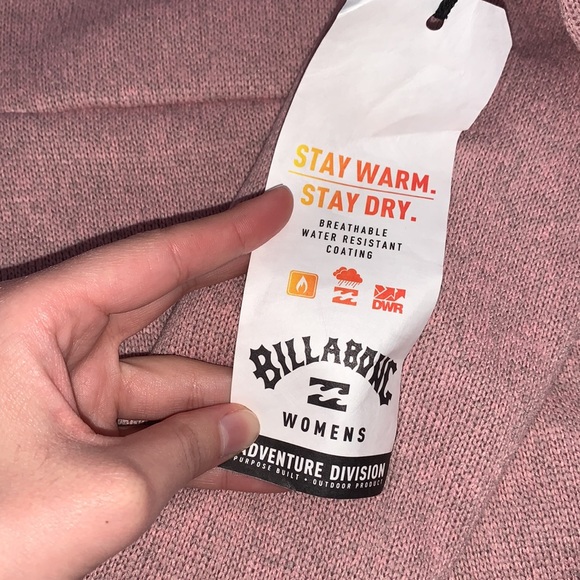 STAY WARM.
STAY DRY.
BREATHABLE
WATER RESISTANT
COATING
DWR
BILLABONG
WOMENS
ADVENTURE DIVISION
PURPOSE BUILT • OUTDOOR PRODUCT